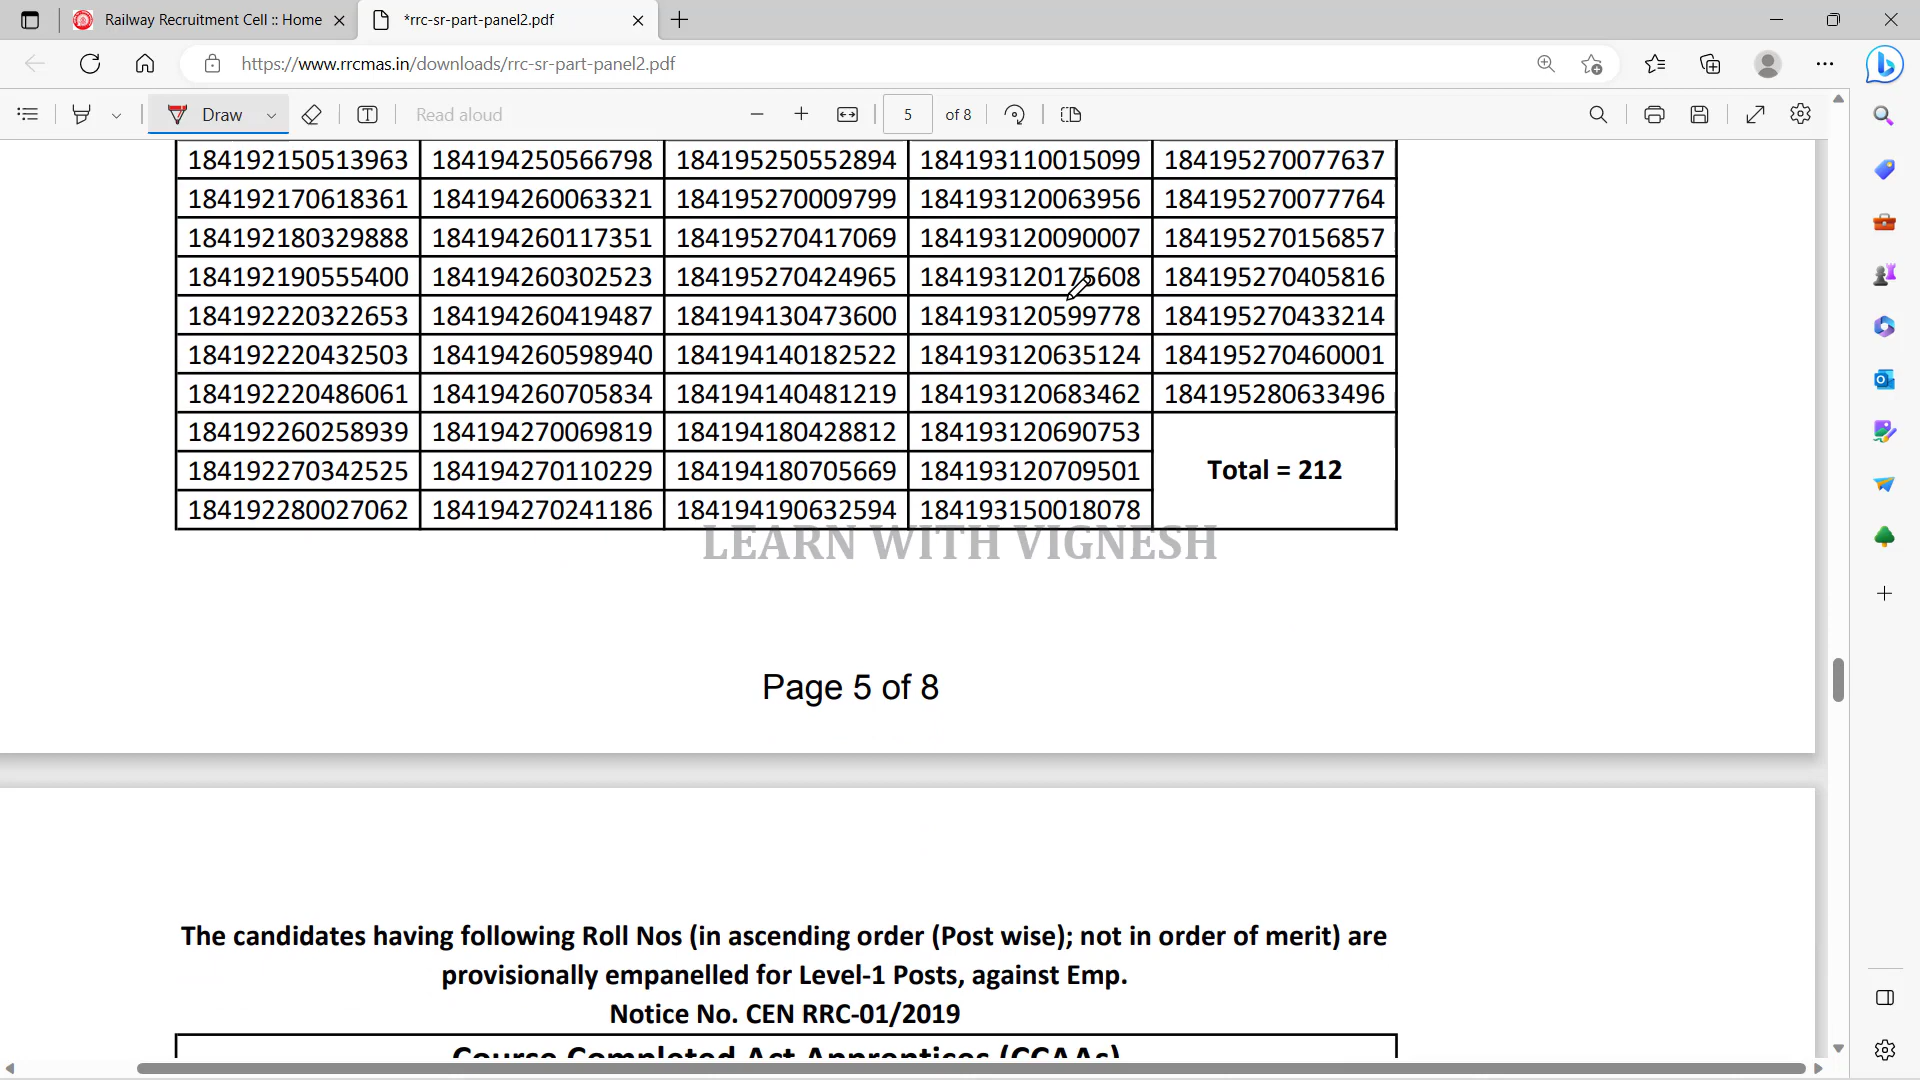 Railway Recruitment Cell :: Home
*rrc-sr-part-panel2.pdf
https://www.rrcmas.in/downloads/rrc-sr-part-panel2.pdf
Draw
Read aloud
5 of 8
184192150513963 184194250566798 184195250552894 184193110015099 184195270077637
184192170618361 184194260063321 184195270009799 184193120063956 184195270077764
184192180329888 184194260117351 184195270417069 184193120090007 184195270156857
184192190555400 184194260302523 184195270424965 184193120175608 184195270405816
184192220322653 184194260419487 184194130473600 184193120599778 184195270433214
184192220432503 184194260598940 184194140182522 184193120635124 184195270460001
184192220486061 184194260705834 184194140481219 184193120683462 184195280633496
184192260258939 184194270069819 184194180428812 184193120690753
184192270342525 184194270110229 184194180705669 184193120709501 Total = 212
184192280027062 184194270241186 184194190632594 184193150018078
LEARN WITH VIGNESH
Page 5 of 8
The candidates having following Roll Nos (in ascending order (Post wise); not in order of merit) are
provisionally empanelled for Level-1 Posts, against Emp.
Notice No. CEN RRC-01/2019
Course Completed Act Apprentices (CCAAs)